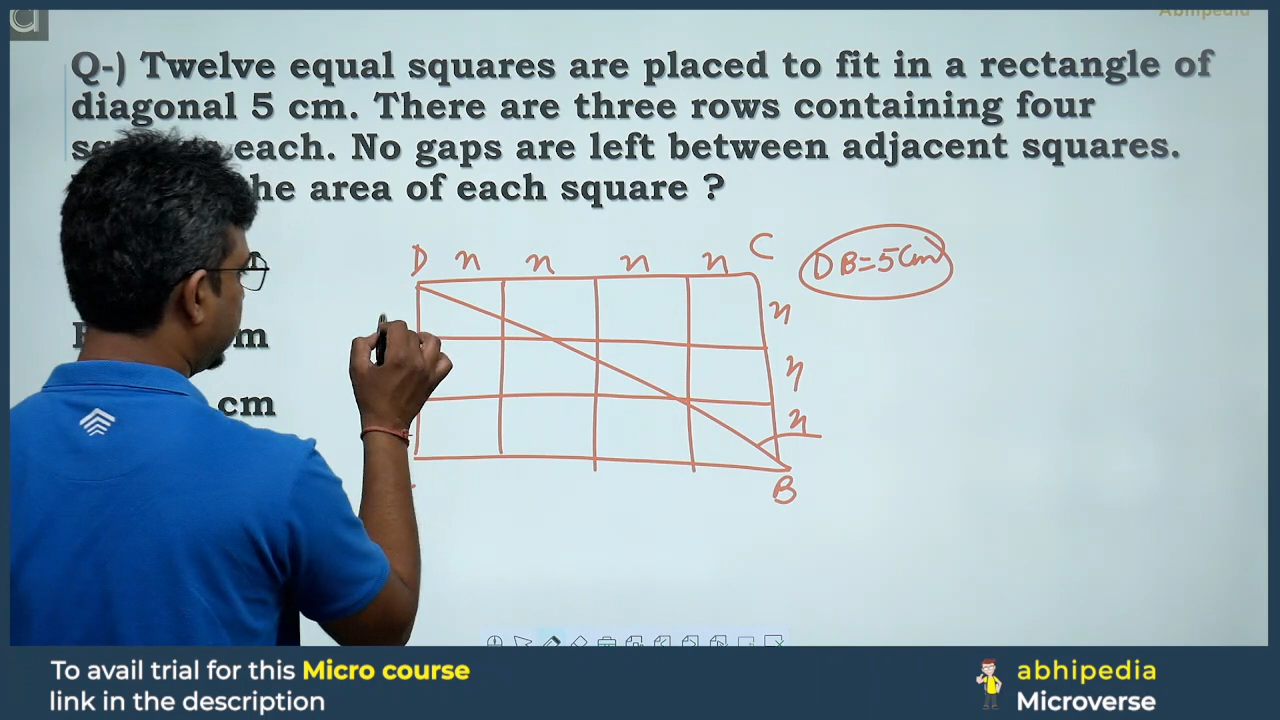 Abhipedia
Q-) Twelve equal squares are placed to fit in a rectangle of
diagonal 5 cm. There are three rows containing four
each. No gaps are left between adjacent squares.
the area of each square ?
D n n n n C
DB=5cm
n
m
n
cm
n
B
To avail trial for this Micro course
link in the description
abhipedia
Microverse